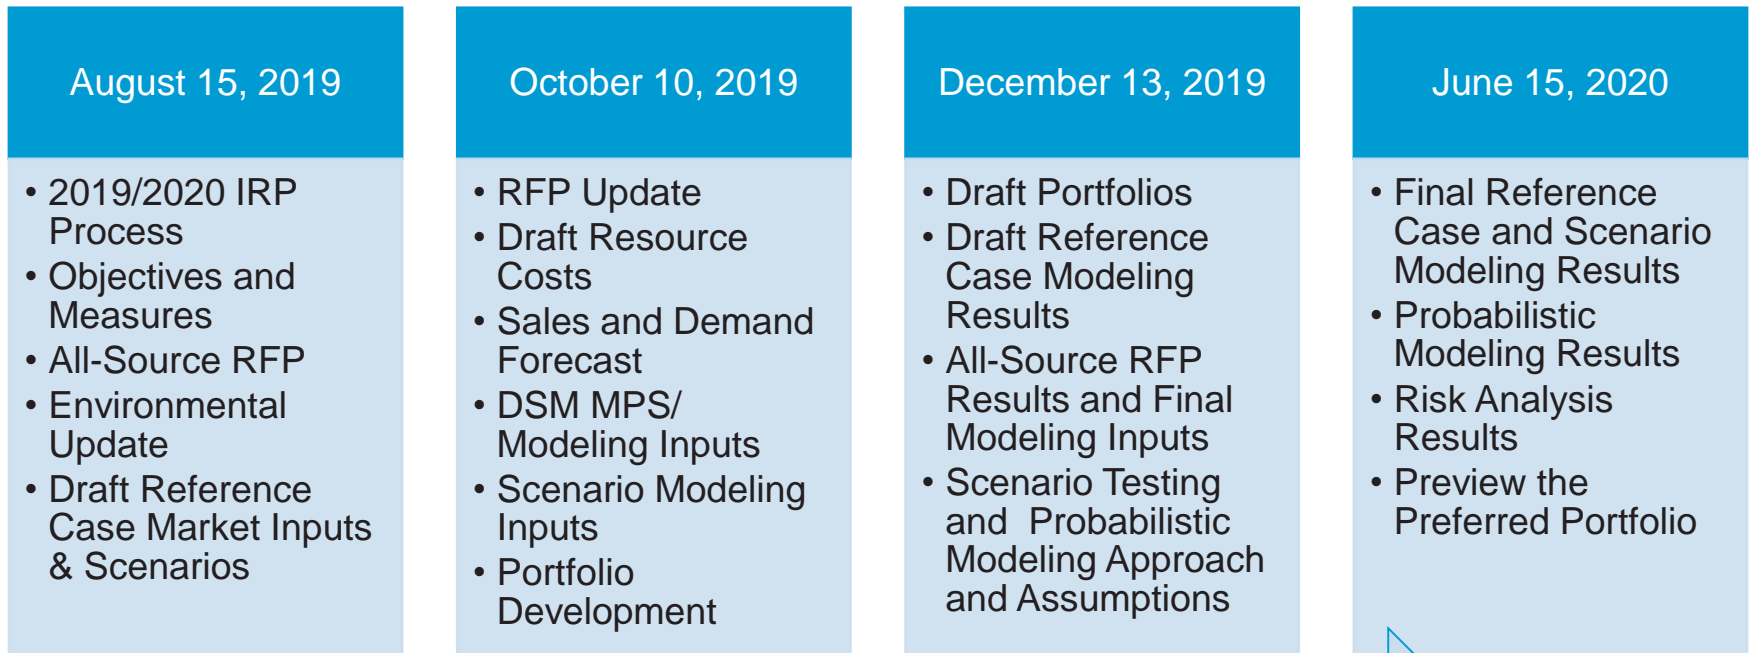 August 15, 2019
• 2019/2020 IRP
Process
• Objectives and
Measures
• All-Source RFP
• Environmental
Update
• Draft Reference
Case Market Inputs
& Scenarios
October 10, 2019
• RFP Update
• Draft Resource
Costs
• Sales and Demand
Forecast
• DSM MPS/
Modeling Inputs
• Scenario Modeling
Inputs
• Portfolio
Development
December 13, 2019
• Draft Portfolios
• Draft Reference
Case Modeling
Results
• All-Source RFP
Results and Final
Modeling Inputs
• Scenario Testing
and Probabilistic
Modeling Approach
and Assumptions
June 15, 2020
• Final Reference
Case and Scenario
Modeling Results
• Probabilistic
Modeling Results
• Risk Analysis
Results
• Preview the
Preferred Portfolio